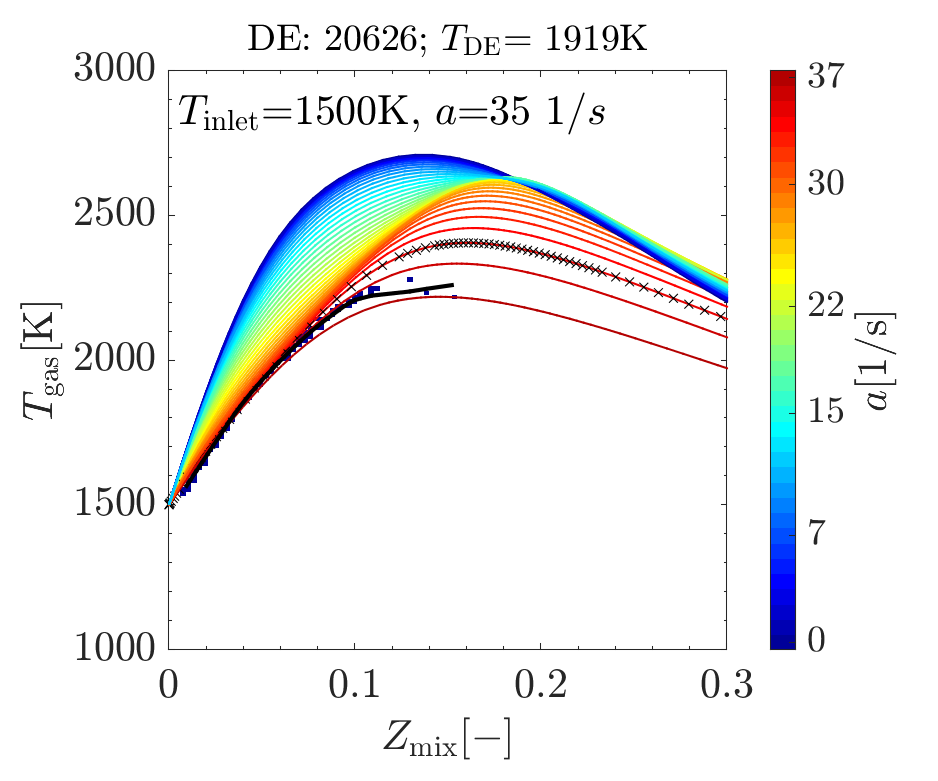 DE: 20626; T_DE= 1919K
T_inlet=1500K, a=35 1/s
3000
2500
2000
1500
1000
T_gas[K]
0 0.1 0.2 0.3
Z_mix[−]
37
30
22
15
7
0
a[1/s]